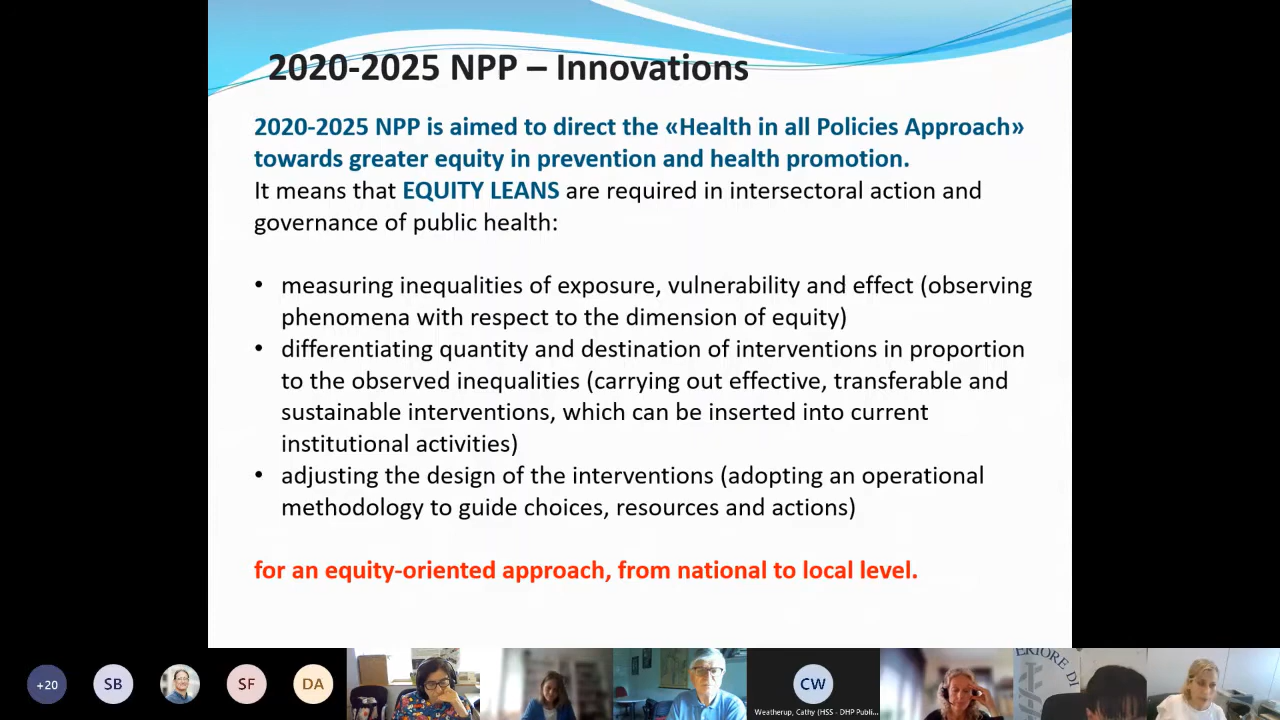 2020-2025 NPP – Innovations
2020-2025 NPP is aimed to direct the «Health in all Policies Approach»
towards greater equity in prevention and health promotion.
It means that EQUITY LEANS are required in intersectoral action and
governance of public health:
• measuring inequalities of exposure, vulnerability and effect (observing
phenomena with respect to the dimension of equity)
• differentiating quantity and destination of interventions in proportion
to the observed inequalities (carrying out effective, transferable and
sustainable interventions, which can be inserted into current
institutional activities)
• adjusting the design of the interventions (adopting an operational
methodology to guide choices, resources and actions)
for an equity-oriented approach, from national to local level.
+20
SB
SF
DA
CW
Weatherup, Cathy (HSS - DHP Publi...
ERIORE DI